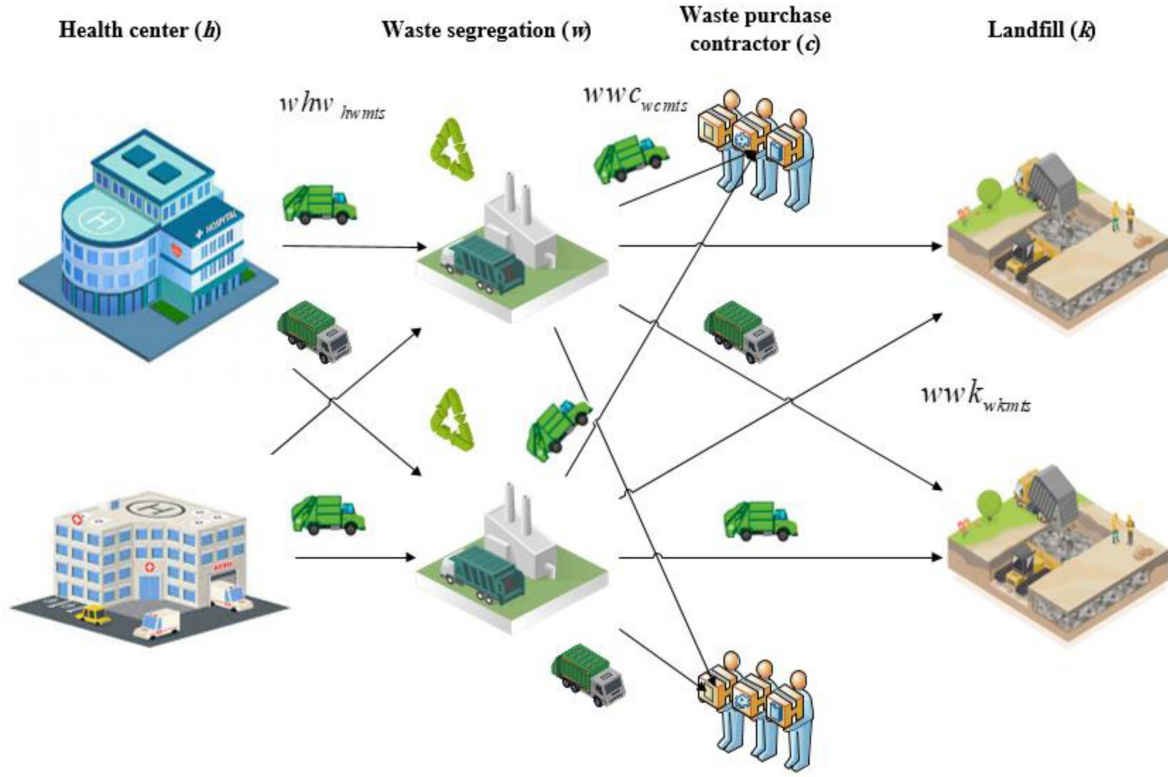 Health center (h)
Waste segregation (w)
Waste purchase
contractor (c)
Landfill (k)
whw hwmts
wwc wcmts
H
HOSPITAL
wwk wkmts
H